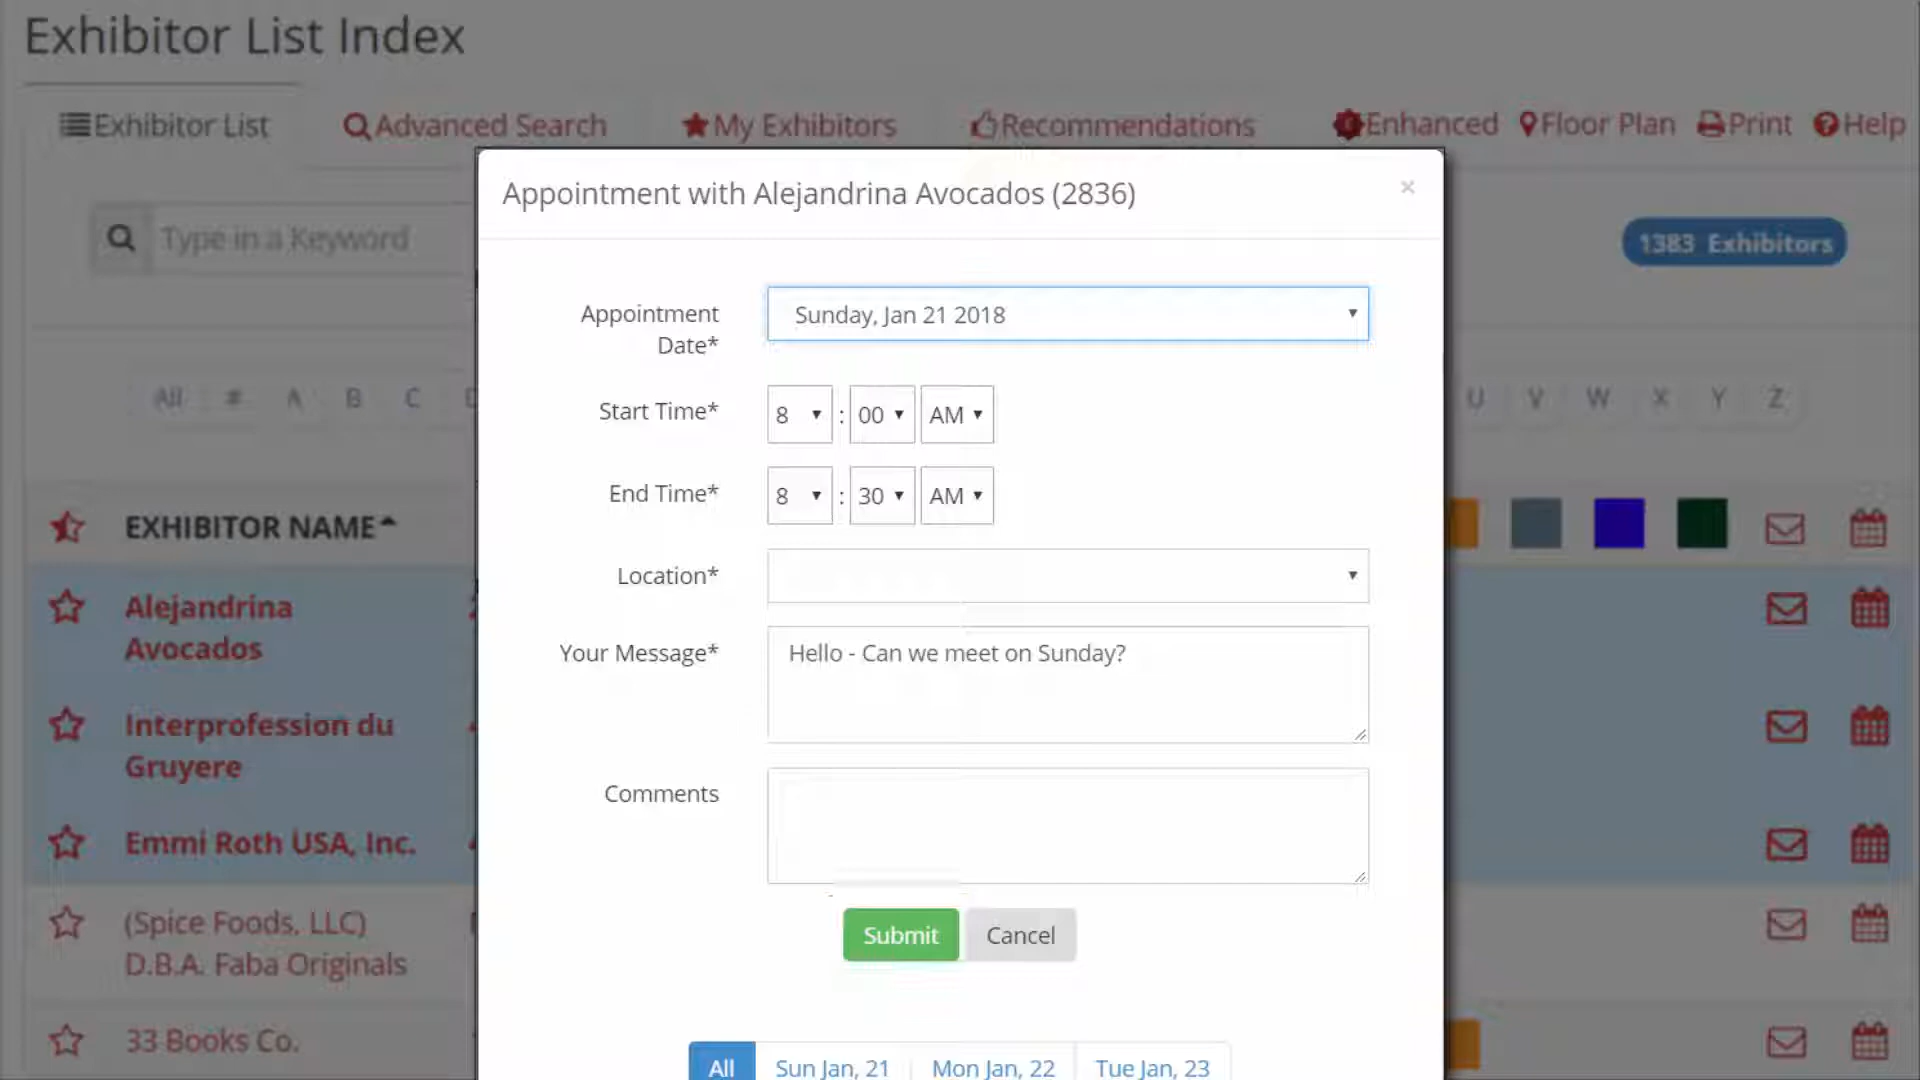 Exhibitor List Index
Exhibitor List
Advanced Search
My Exhibitors
Recommendations
Enhanced
Floor Plan
Print
Help
Appointment with Alejandrina Avocados (2836)
×
Type in a Keyword
1383 Exhibitors
Appointment
Date*
Sunday, Jan 21 2018
All # A B C
U V W X Y Z
Start Time*
8 : 00 AM
End Time*
8 : 30 AM
EXHIBITOR NAME
Location*
Alejandrina
Avocados
Your Message*
Hello - Can we meet on Sunday?
Interprofession du
Gruyere
Comments
Emmi Roth USA, Inc.
(Spice Foods, LLC)
D.B.A. Faba Originals
Submit
Cancel
33 Books Co.
All
Sun Jan, 21
Mon Jan, 22
Tue Jan, 23